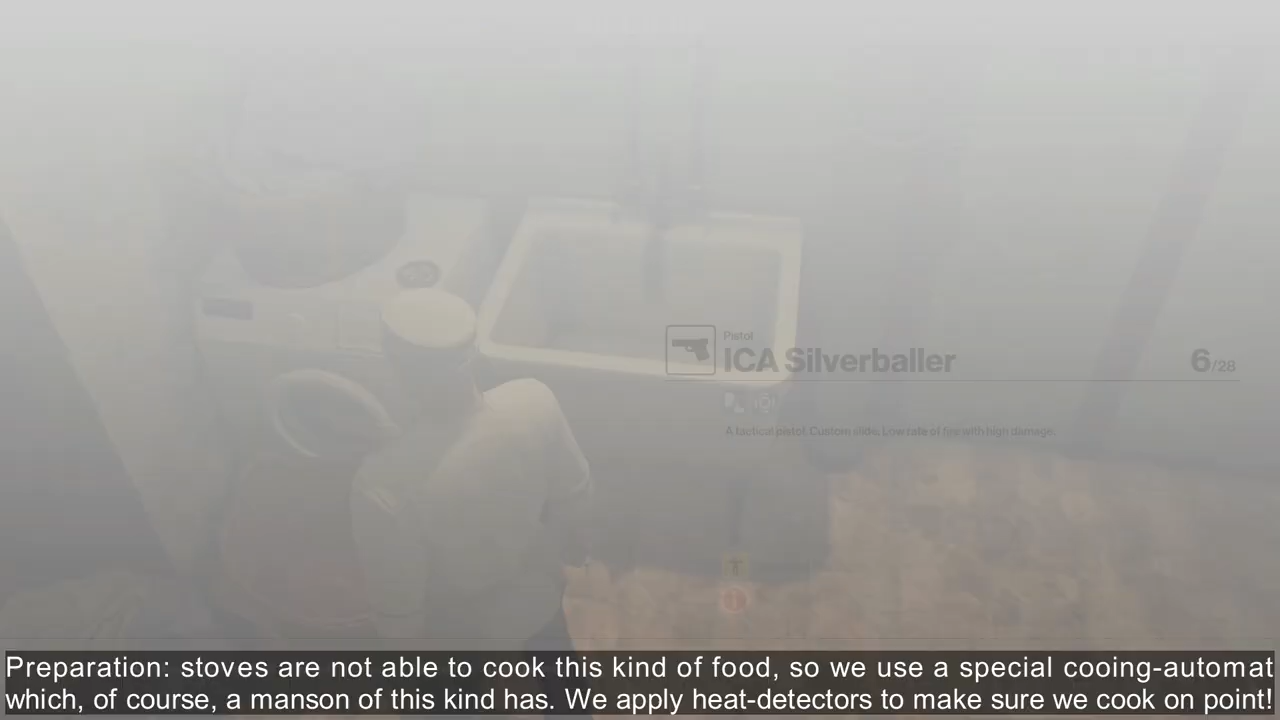 Pistol
ICA Silverballer
6/28
A tactical pistol. Custom slide. Low rate of fire with high damage.
Preparation: stoves are not able to cook this kind of food, so we use a special cooing-automat
which, of course, a manson of this kind has. We apply heat-detectors to make sure we cook on point!